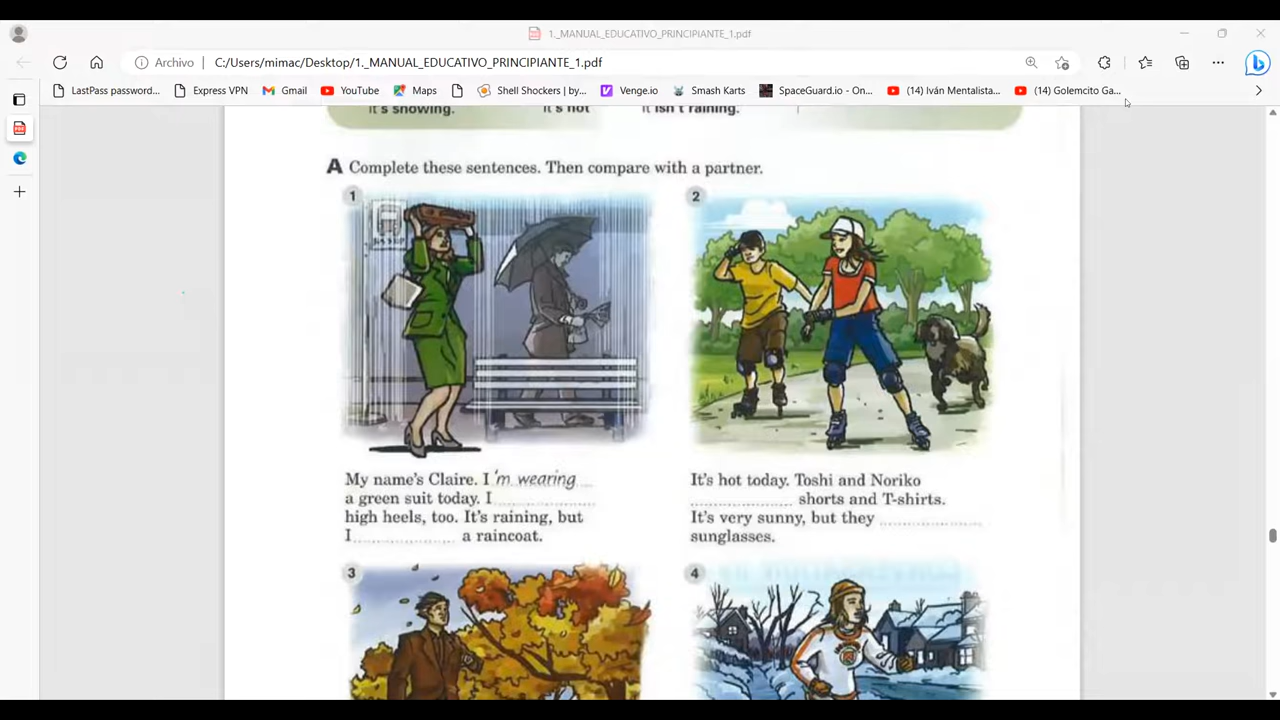 1._MANUAL_EDUCATIVO_PRINCIPIANTE_1.pdf
Archivo C:/Users/mimac/Desktop/1._MANUAL_EDUCATIVO_PRINCIPIANTE_1.pdf
LastPass password... Express VPN Gmail YouTube Maps Shell Shockers | by... Venge.io Smash Karts SpaceGuard.io - On... (14) Iván Mentalista... (14) Golemcito Ga...
It's snowing. It's hot It isn't raining.
A Complete these sentences. Then compare with a partner.
1
2
My name's Claire. I 'm wearing
a green suit today. I
high heels, too. It's raining, but
I a raincoat.
It's hot today. Toshi and Noriko
shorts and T-shirts.
It's very sunny, but they
sunglasses.
3
4